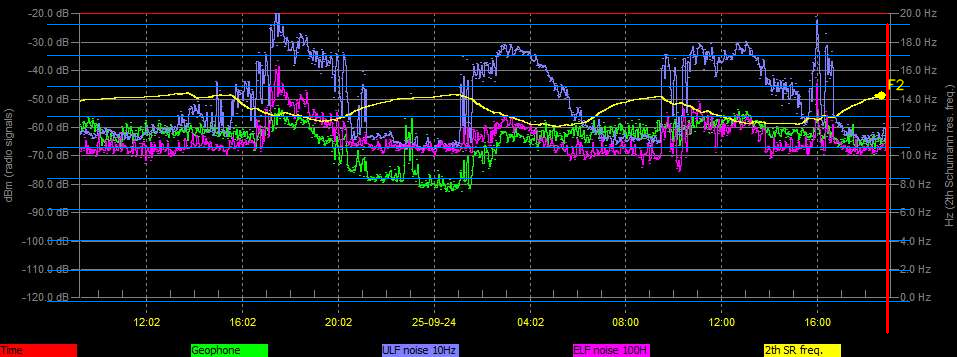 -20.0 dB 20.0 Hz
-30.0 dB 18.0 Hz
-40.0 dB 16.0 Hz
F2
-50.0 dB 14.0 Hz
-60.0 dB 12.0 Hz
-70.0 dB 10.0 Hz
-80.0 dB 8.0 Hz
-90.0 dB 6.0 Hz
-100.0 dB 4.0 Hz
-110.0 dB 2.0 Hz
-120.0 dB 0.0 Hz
dBm (radio signals)
Hz (2th Schumann res. freq.)
12:02 16:02 20:02 25-09-24 04:02 08:00 12:00 16:00
Time Geophone ULF noise 10Hz ELF noise 100H 2th SR freq.